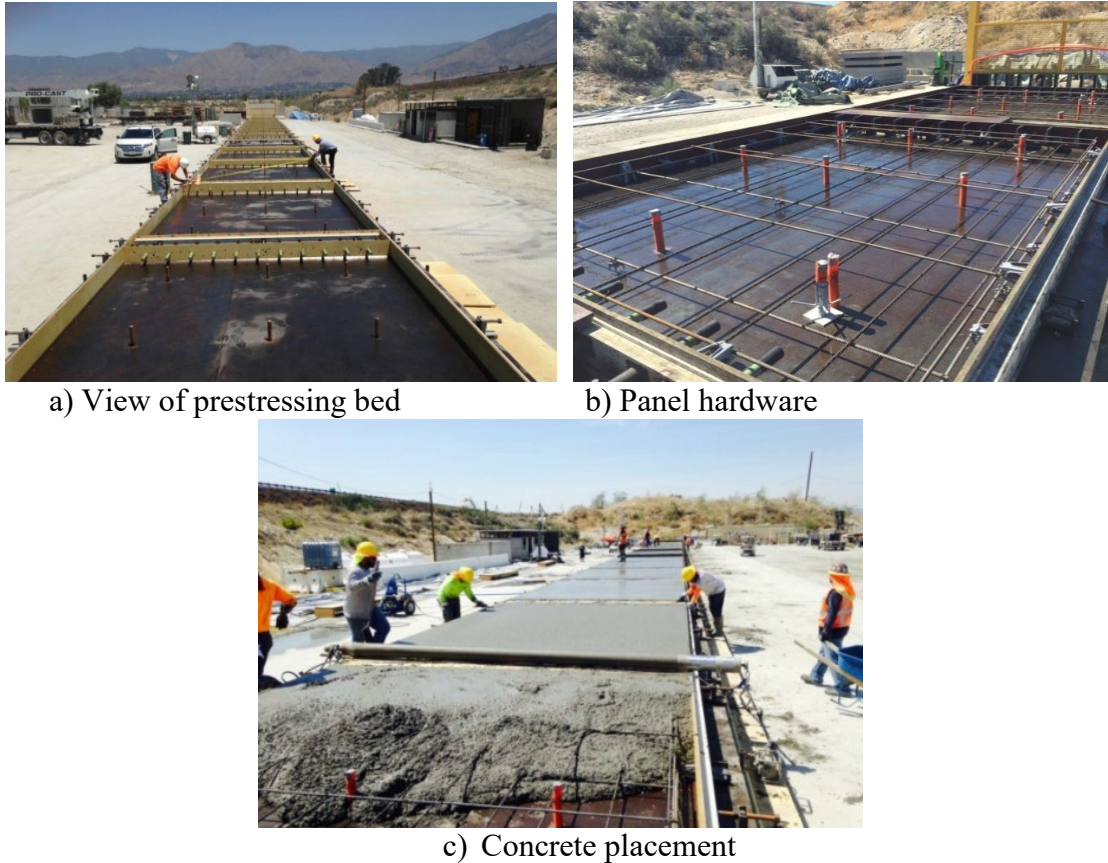 PRO-CAST
a) View of prestressing bed
b) Panel hardware
c) Concrete placement